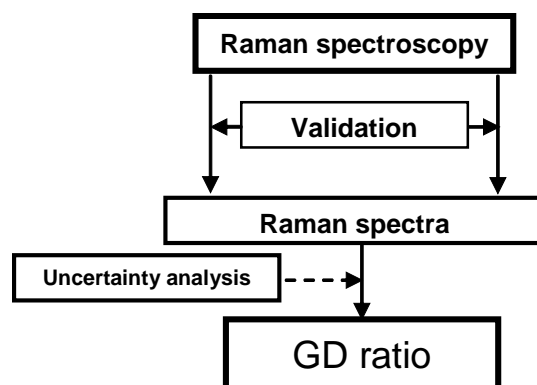 Raman spectroscopy
Validation
Raman spectra
Uncertainty analysis
GD ratio